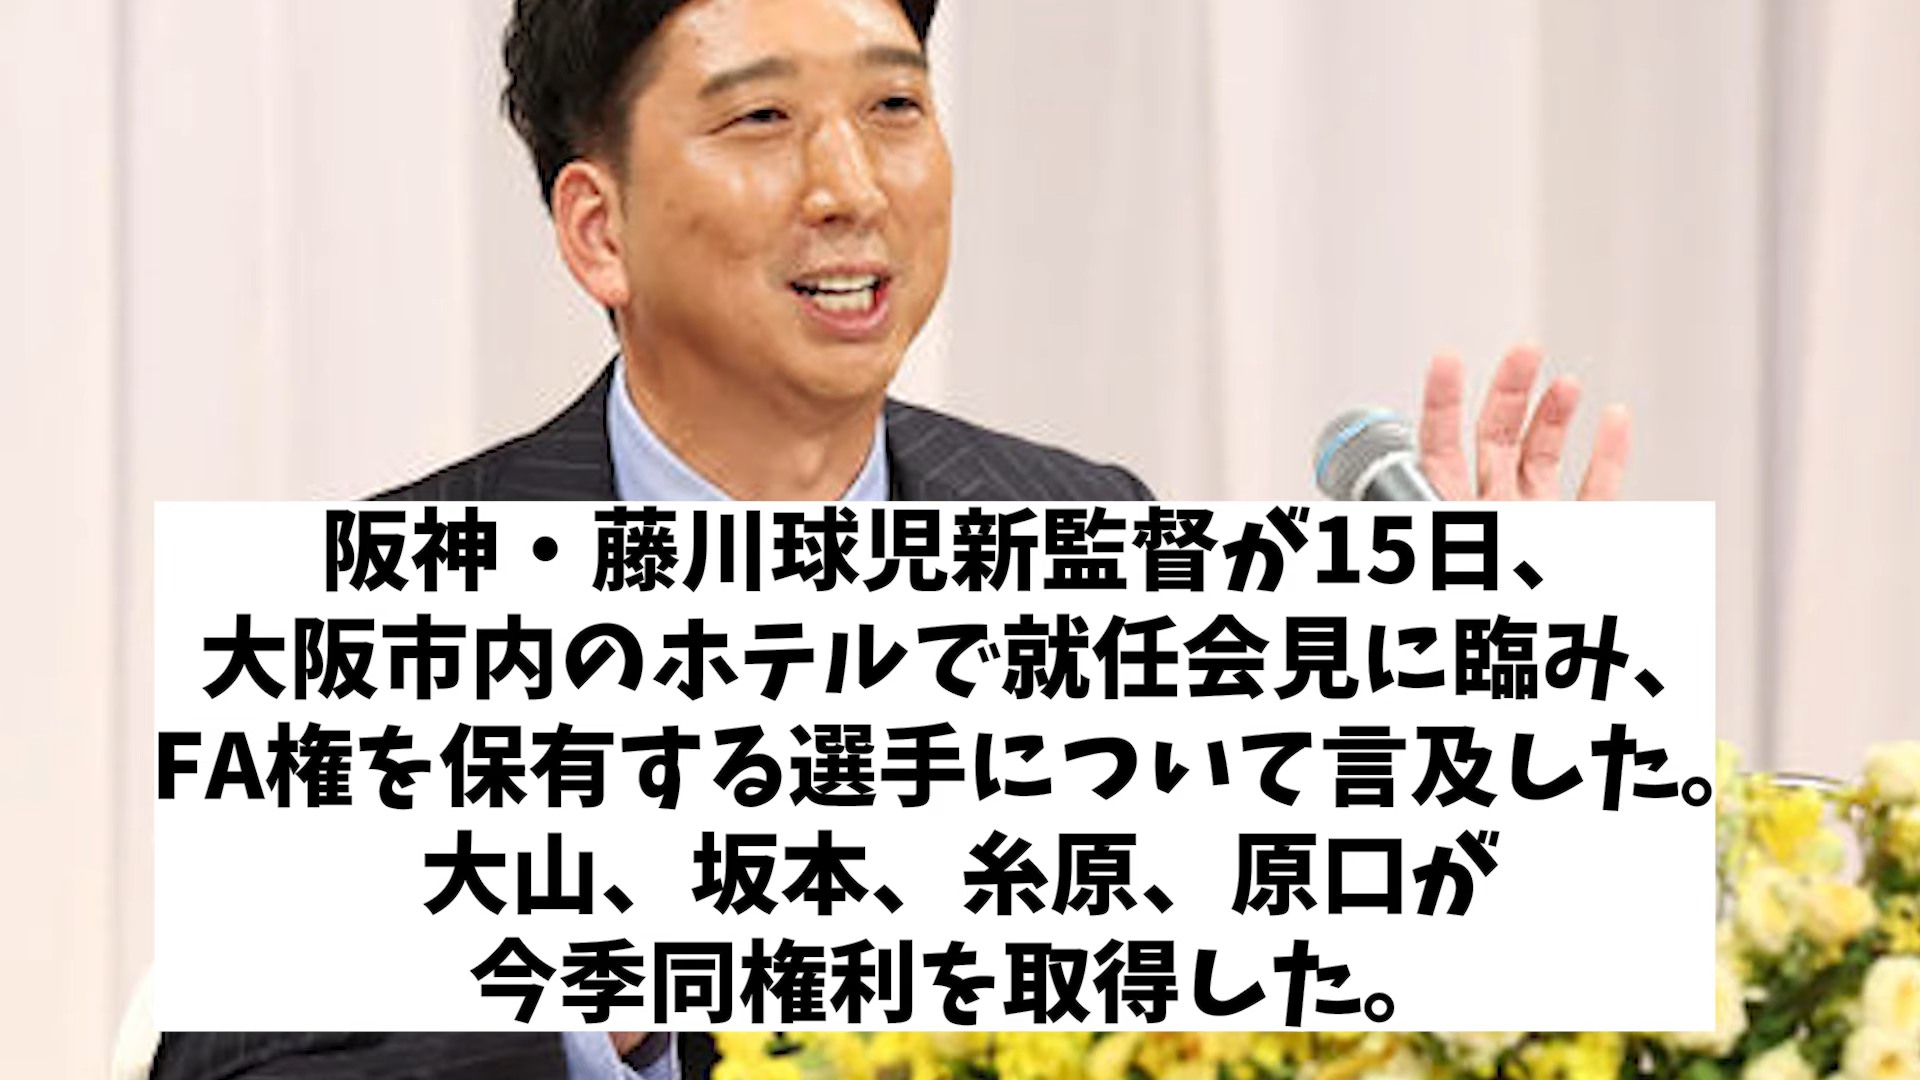 阪神・藤川球児新監督が15日、
大阪市内のホテルで就任会見に臨み、
FA権を保有する選手について言及した。
大山、坂本、糸原、原口が
今季同権利を取得した。